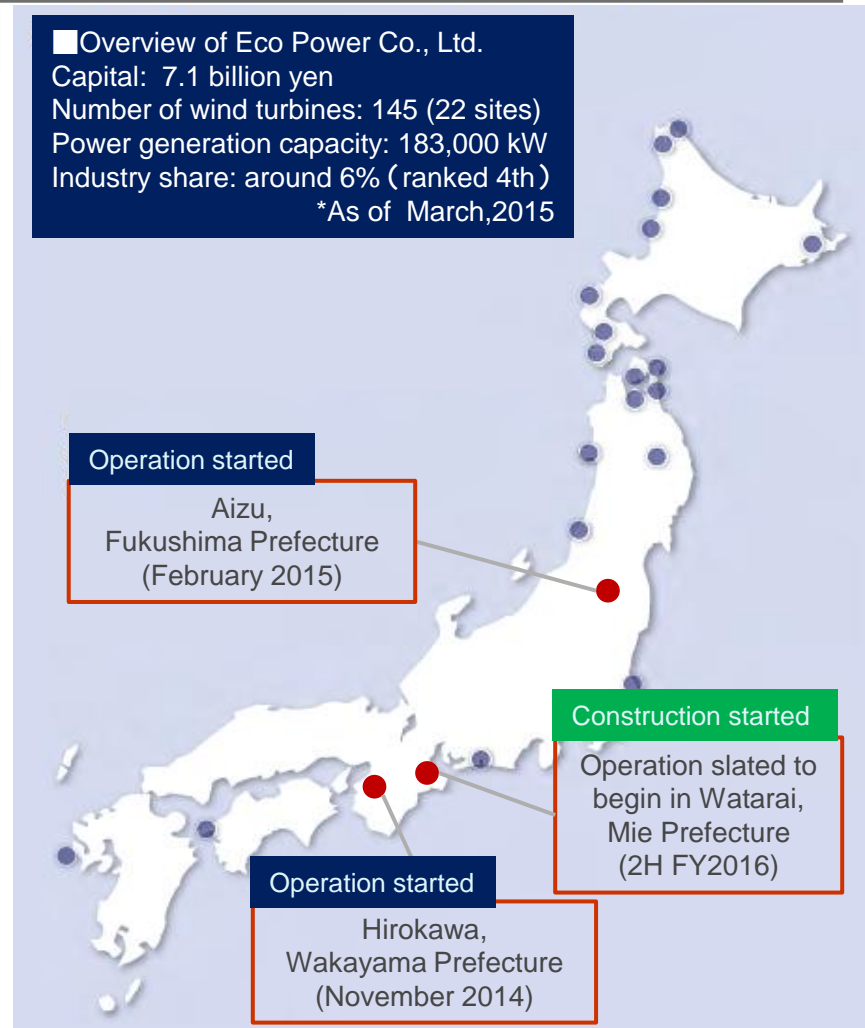 ■Overview of Eco Power Co., Ltd.
Capital:  7.1 billion yen
Number of wind turbines: 145 (22 sites)
Power generation capacity: 183,000 kW
Industry share: around 6%（ranked 4th）
*As of  March,2015
Operation started
Aizu,
Fukushima Prefecture
(February 2015)
Construction started
Operation slated to
begin in Watarai,
Mie Prefecture
(2H FY2016)
Operation started
Hirokawa,
Wakayama Prefecture
(November 2014)